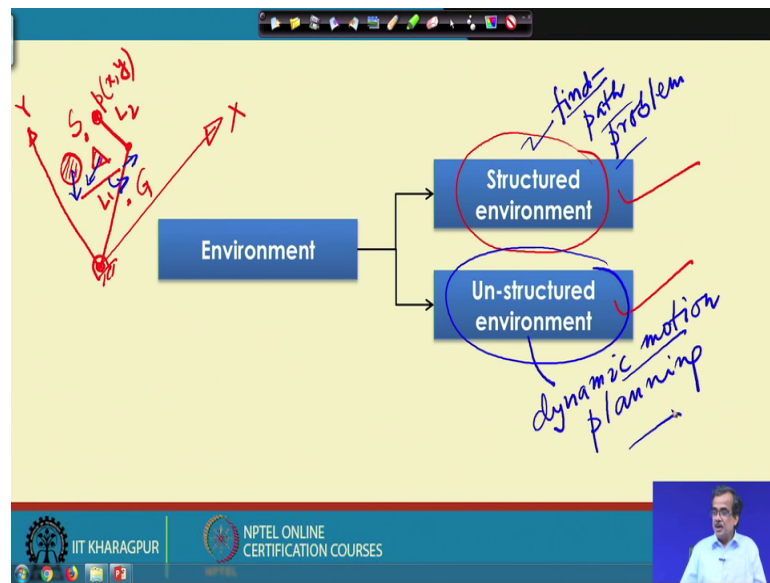 Y
X
S
p(x,y)
L2
L1
G
find-
path
problem
Structured
environment
Environment
Un-structured
environment
dynamic motion
planning
IIT KHARAGPUR
NPTEL ONLINE
CERTIFICATION COURSES